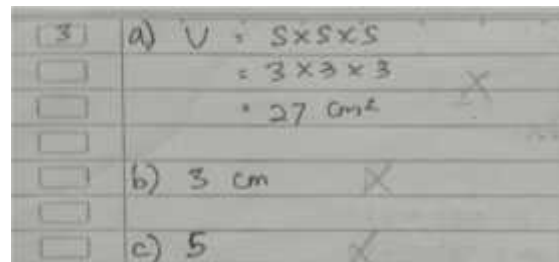 3 a) V = S×S×S
= 3×3×3
= 27 cm²
b) 3 cm
c) 5